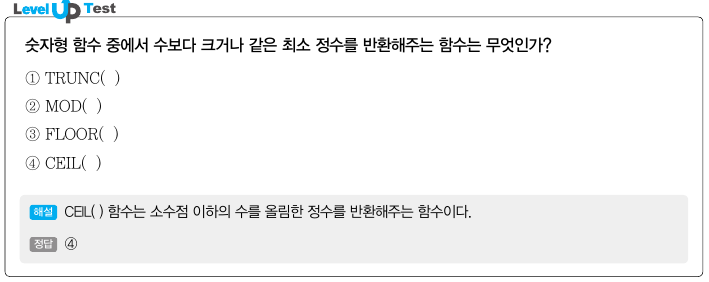 Level Up Test
숫자형 함수 중에서 수보다 크거나 같은 최소 정수를 반환해주는 함수는 무엇인가?
① TRUNC( )
② MOD( )
③ FLOOR( )
④ CEIL( )
해설 CEIL( ) 함수는 소수점 이하의 수를 올림한 정수를 반환해주는 함수이다.
정답 ④